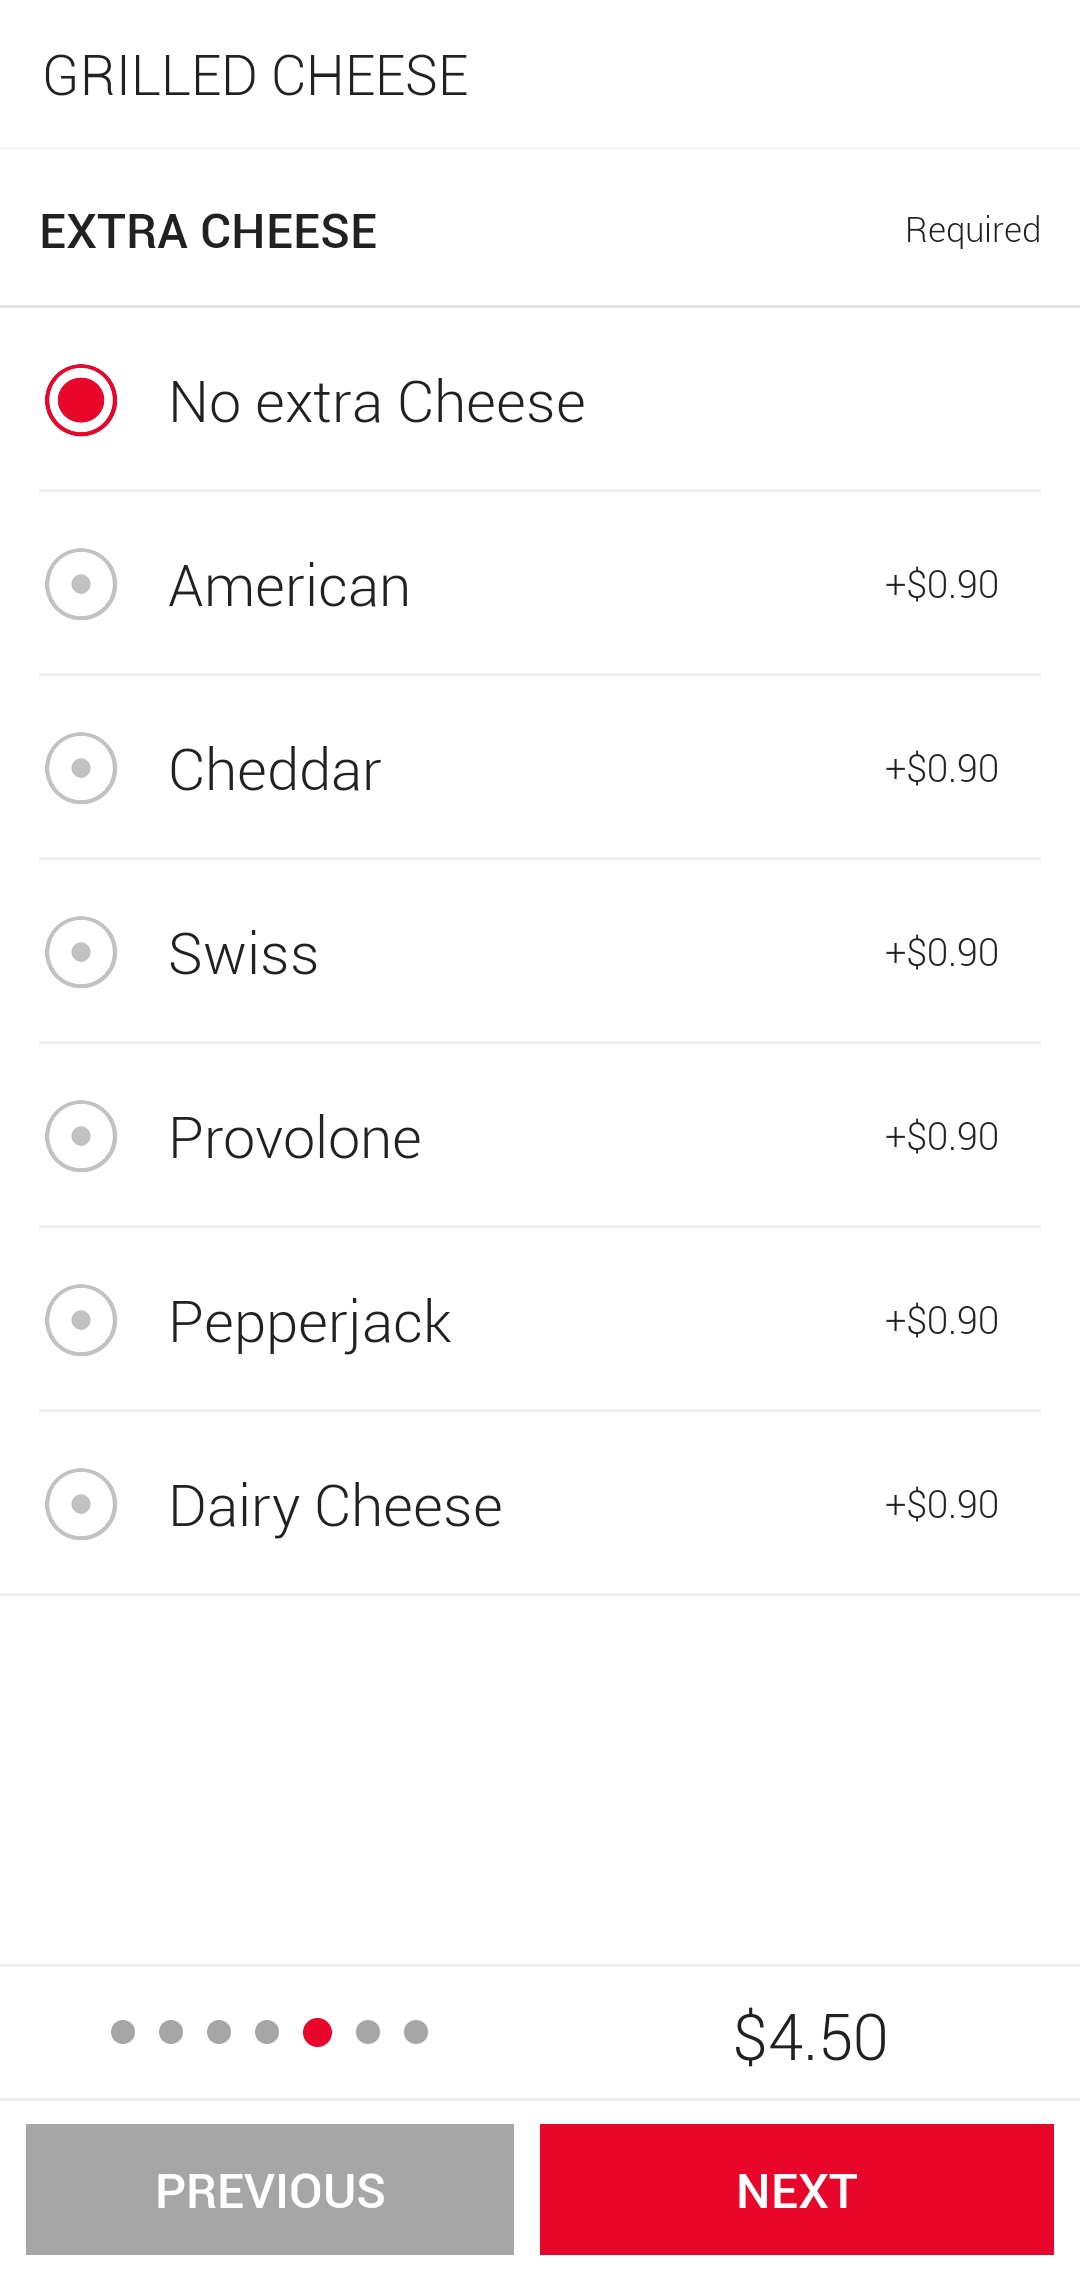 GRILLED CHEESE
EXTRA CHEESE Required
No extra Cheese
American +$0.90
Cheddar +$0.90
Swiss +$0.90
Provolone +$0.90
Pepperjack +$0.90
Dairy Cheese +$0.90
$4.50
PREVIOUS NEXT